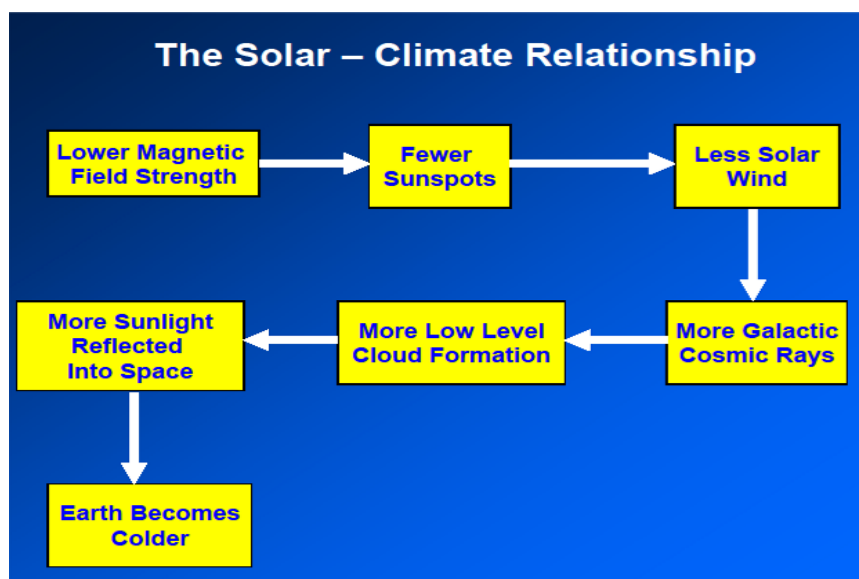 The Solar – Climate Relationship
Lower Magnetic
Field Strength
Fewer
Sunspots
Less Solar
Wind
More Galactic
Cosmic Rays
More Low Level
Cloud Formation
More Sunlight
Reflected
Into Space
Earth Becomes
Colder